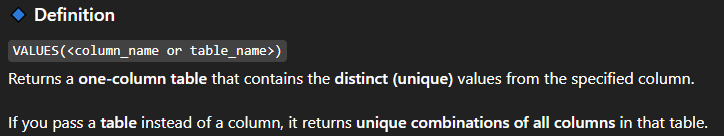 Definition
VALUES(<column_name or table_name>)
Returns a one-column table that contains the distinct (unique) values from the specified column.
If you pass a table instead of a column, it returns unique combinations of all columns in that table.